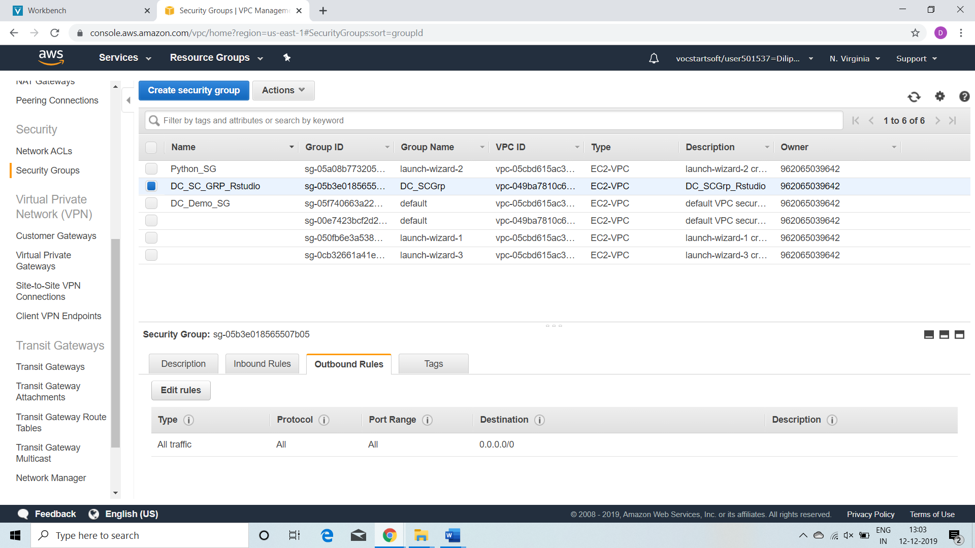 Workbench
Security Groups | VPC Managem
console.aws.amazon.com/vpc/home?region=us-east-1#SecurityGroups:sort=groupId
D
aws
Services
Resource Groups
vocstartsoft/user501537=Dilip...
N. Virginia
Support
NAT Gateways
Peering Connections
Security
Network ACLs
Security Groups
Virtual Private
Network (VPN)
Customer Gateways
Virtual Private
Gateways
Site-to-Site VPN
Connections
Client VPN Endpoints
Transit Gateways
Transit Gateways
Transit Gateway
Attachments
Transit Gateway Route
Tables
Transit Gateway
Multicast
Network Manager
Create security group
Actions
Filter by tags and attributes or search by keyword
1 to 6 of 6
Name Group ID Group Name VPC ID Type Description Owner
Python_SG sg-05a08b773205... launch-wizard-2 vpc-05cbd615ac3... EC2-VPC launch-wizard-2 cr... 962065039642
DC_SC_GRP_Rstudio sg-05b3e0185655... DC_SCGrp vpc-049ba7810c6... EC2-VPC DC_SCGrp_Rstudio 962065039642
DC_Demo_SG sg-05f740663a22... default vpc-05cbd615ac3... EC2-VPC default VPC secur... 962065039642
sg-00e7423bcf2d2... default vpc-049ba7810c6... EC2-VPC default VPC secur... 962065039642
sg-050fb6e3a538... launch-wizard-1 vpc-05cbd615ac3... EC2-VPC launch-wizard-1 cr... 962065039642
sg-0cb32661a41e... launch-wizard-3 vpc-05cbd615ac3... EC2-VPC launch-wizard-3 cr... 962065039642
Security Group: sg-05b3e018565507b05
Description
Inbound Rules
Outbound Rules
Tags
Edit rules
Type Protocol Port Range Destination Description
All traffic All All 0.0.0.0/0
Feedback
English (US)
© 2008 - 2019, Amazon Web Services, Inc. or its affiliates. All rights reserved.
Privacy Policy
Terms of Use
Type here to search
ENG
IN
13:03
12-12-2019
2